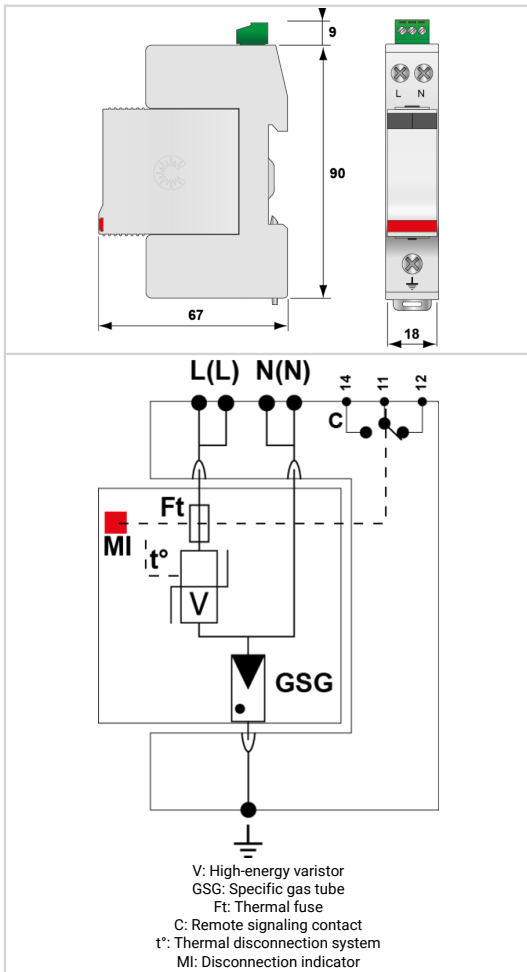 9
90
67
L N
18
L(L) N(N)
14
11
12
C
Ft
MI
t°
V
GSG
V: High-energy varistor
GSG: Specific gas tube
Ft: Thermal fuse
C: Remote signaling contact
t°: Thermal disconnection system
MI: Disconnection indicator